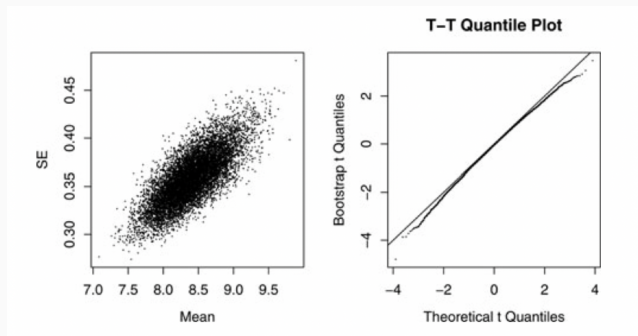 T–T Quantile Plot
SE
0.30 0.35 0.40 0.45
7.0 7.5 8.0 8.5 9.0 9.5
Mean
Bootstrap t Quantiles
−4 −2 0 2
−4 −2 0 2 4
Theoretical t Quantiles